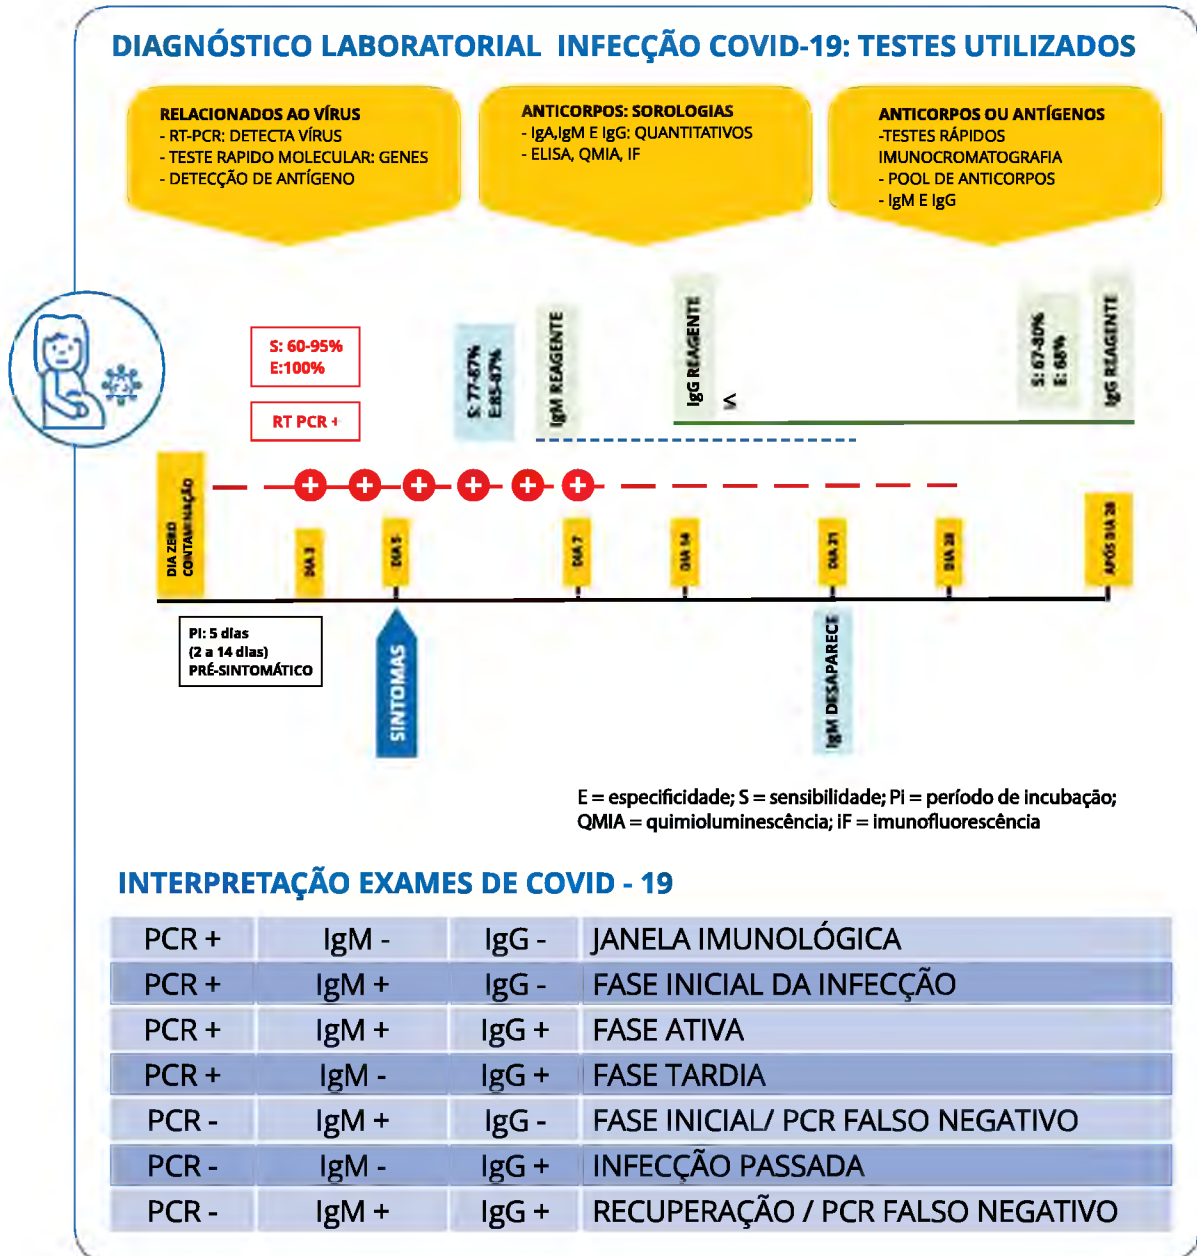 DIAGNÓSTICO LABORATORIAL INFECÇÃO COVID-19: TESTES UTILIZADOS
RELACIONADOS AO VÍRUS
- RT-PCR: DETECTA VÍRUS
- TESTE RAPIDO MOLECULAR: GENES
- DETECÇÃO DE ANTÍGENO
ANTICORPOS: SOROLOGIAS
- IgA,IgM E IgG: QUANTITATIVOS
- ELISA, QMIA, IF
ANTICORPOS OU ANTÍGENOS
-TESTES RÁPIDOS
IMUNOCROMATOGRAFIA
- POOL DE ANTICORPOS
- IgM E IgG
S: 60-95%
E:100%
RT PCR +
S: 77-87%
E:85-87%
IgM REAGENTE
IgG REAGENTE
S: 67-80%
E: 68%
IgG REAGENTE
DIA ZERO
CONTAMINAÇÃO
DIA 5
DIA 7
DIA 14
DIA 21
DIA 28
APÓS DIA 28
PI: 5 dias
(2 a 14 dias)
PRÉ-SINTOMÁTICO
SINTOMAS
IgM DESAPARECE
E = especificidade; S = sensibilidade; Pi = período de incubação;
QMIA = quimioluminescência; iF = imunofluorescência
INTERPRETAÇÃO EXAMES DE COVID - 19
PCR + IgM - IgG - JANELA IMUNOLÓGICA
PCR + IgM + IgG - FASE INICIAL DA INFECÇÃO
PCR + IgM + IgG + FASE ATIVA
PCR + IgM - IgG + FASE TARDIA
PCR - IgM + IgG - FASE INICIAL/ PCR FALSO NEGATIVO
PCR - IgM - IgG + INFECÇÃO PASSADA
PCR - IgM + IgG + RECUPERAÇÃO / PCR FALSO NEGATIVO